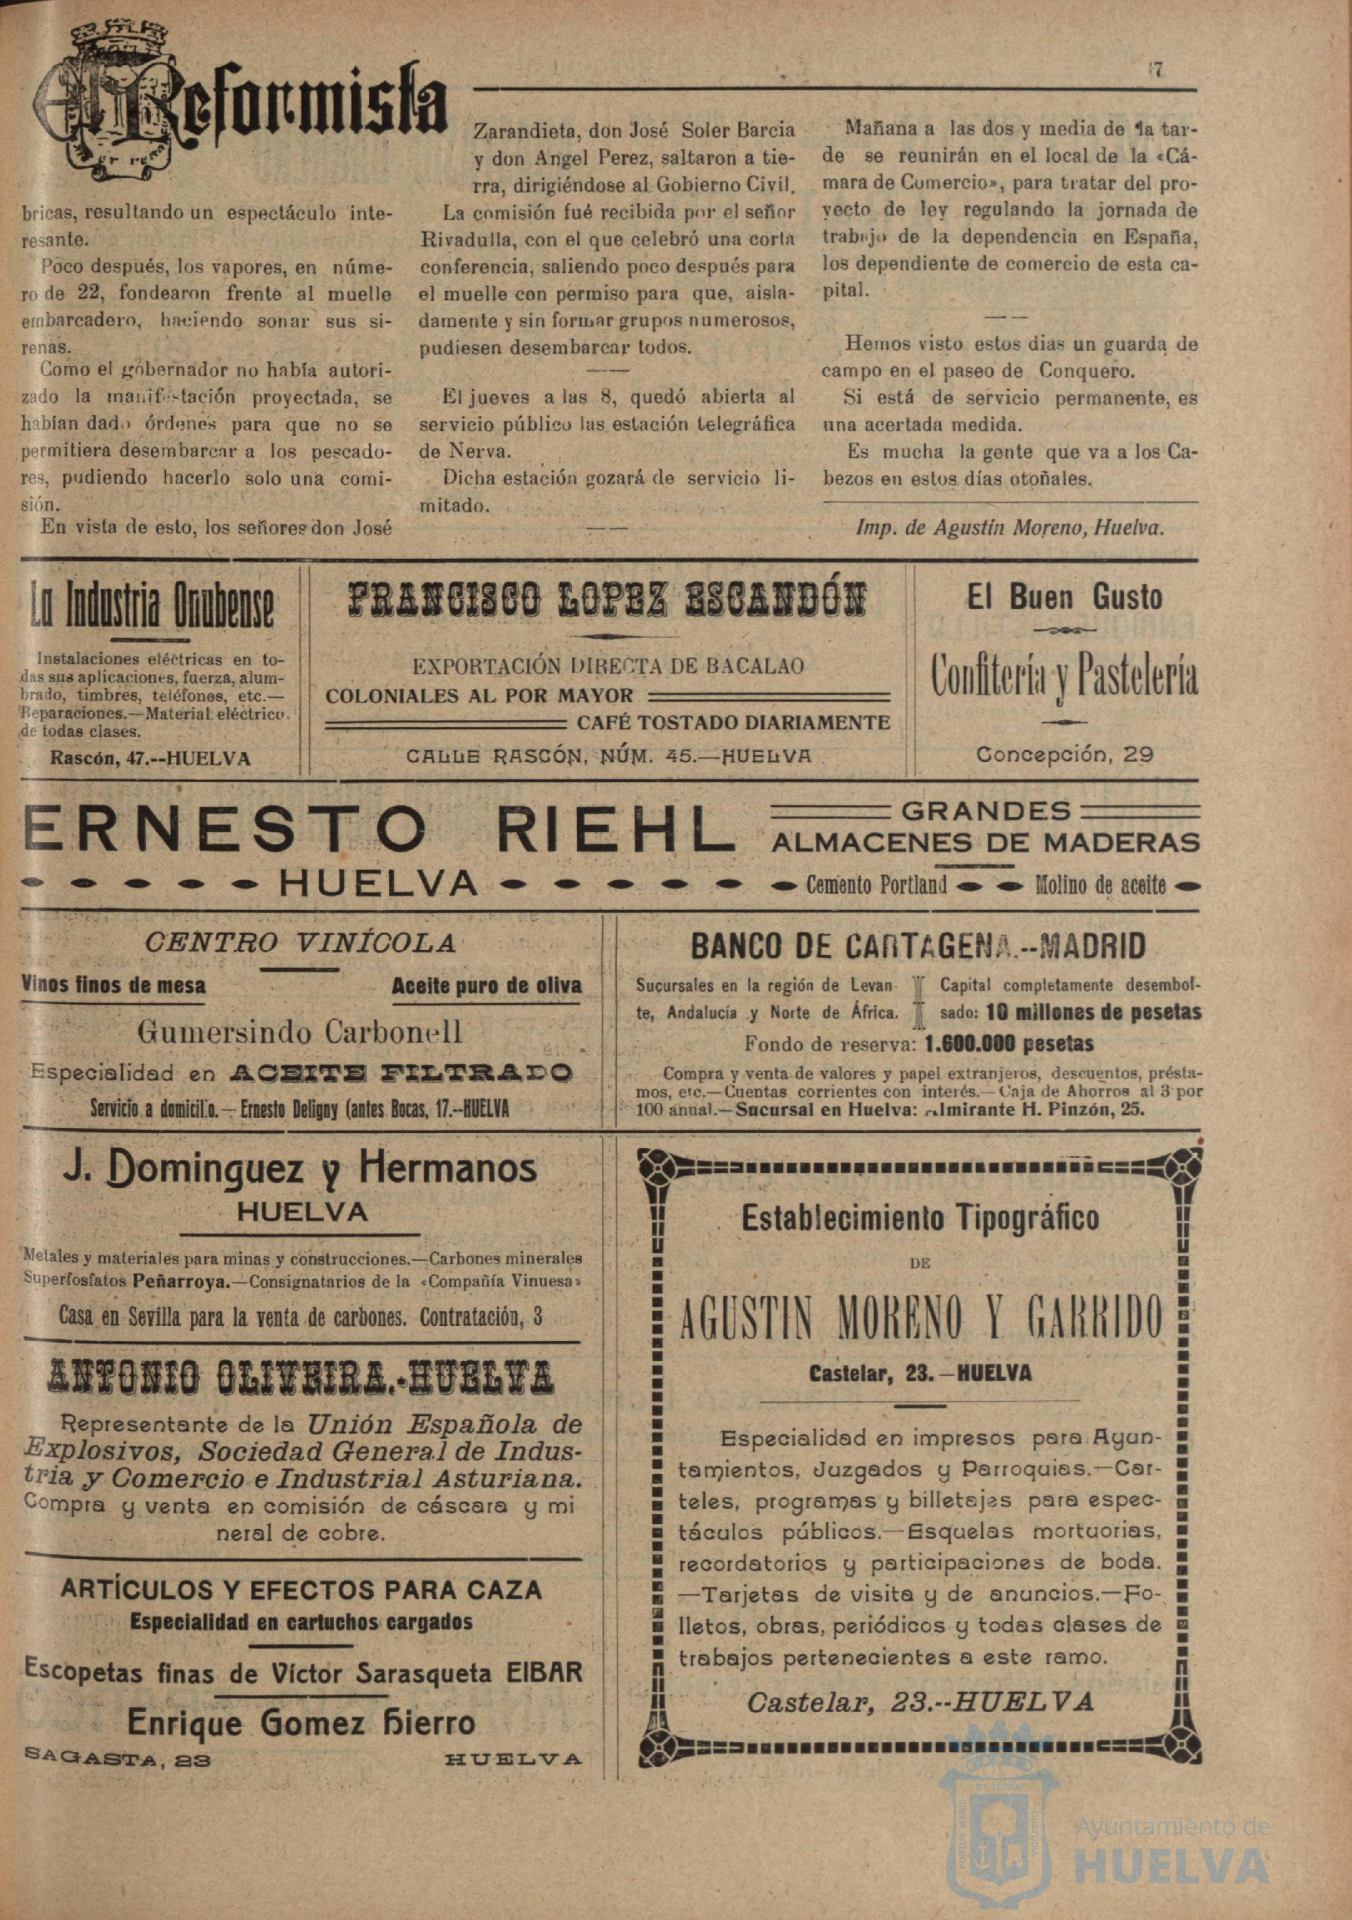 El Reformista
7
bricas, resultando un espectáculo inte-
resante.
Poco después, los vapores, en núme-
ro de 22, fondearon frente al muelle
embarcadero, haciendo sonar sus si-
renas.
Como el gobernador no había autori-
zado la manifestación proyectada, se
habían dado órdenes para que no se
permitiera desembarcar a los pescado-
res, pudiendo hacerlo solo una comi-
sión.
En vista de esto, los señores don José
Zarandieta, don José Soler Barcia
y don Angel Perez, saltaron a tie-
rra, dirigiéndose al Gobierno Civil.
La comisión fué recibida por el señor
Rivadulla, con el que celebró una corta
conferencia, saliendo poco después para
el muelle con permiso para que, aisla-
damente y sin formar grupos numerosos,
pudiesen desembarcar todos.
El jueves a las 8, quedó abierta al
servicio público las estación telegráfica
de Nerva.
Dicha estación gozará de servicio li-
mitado.
Mañana a las dos y media de la tar-
de se reunirán en el local de la «Cá-
mara de Comercio», para tratar del pro-
yecto de ley regulando la jornada de
trabajo de la dependencia en España,
los dependiente de comercio de esta ca-
pital.
Hemos visto estos dias un guarda de
campo en el paseo de Conquero.
Si está de servicio permanente, es
una acertada medida.
Es mucha la gente que va a los Ca-
bezos en estos días otoñales.
Imp. de Agustín Moreno, Huelva.
La Industria Onubense
Instalaciones eléctricas en to-
das sus aplicaciones, fuerza, alum-
brado, timbres, teléfonos, etc.—
Reparaciones.—Material eléctrico
de todas clases.
Rascón, 47.--HUELVA
FRANCISCO LOPEZ ESCANDÓN
EXPORTACIÓN DIRECTA DE BACALAO
COLONIALES AL POR MAYOR
CAFÉ TOSTADO DIARIAMENTE
CALLE RASCÓN, NÚM. 45.—HUELVA
El Buen Gusto
Confitería y Pastelería
Concepción, 29
ERNESTO RIEHL
HUELVA
GRANDES
ALMACENES DE MADERAS
Cemento Portland
Molino de aceite
CENTRO VINÍCOLA
Vinos finos de mesa
Aceite puro de oliva
Gumersindo Carbonell
Especialidad en ACEITE FILTRADO
Servicio a domicilio.—Ernesto Deligny (antes Bocas, 17.--HUELVA
BANCO DE CARTAGENA.--MADRID
Sucursales en la región de Levan-
te, Andalucía y Norte de África.
Capital completamente desembol-
sado: 10 millones de pesetas
Fondo de reserva: 1.600.000 pesetas
Compra y venta de valores y papel extranjeros, descuentos, présta-
mos, etc.—Cuentas corrientes con interés.—Caja de Ahorros al 3 por
100 anual.—Sucursal en Huelva: Almirante H. Pinzón, 25.
J. Dominguez y Hermanos
HUELVA
Metales y materiales para minas y construcciones.—Carbones minerales
Superfosfatos Peñarroya.—Consignatarios de la «Compañía Vinuesa»
Casa en Sevilla para la venta de carbones. Contratación, 3
ANTONIO OLIVEIRA.-HUELVA
Representante de la Unión Española de
Explosivos, Sociedad General de Indus-
tria y Comercio e Industrial Asturiana.
Compra y venta en comisión de cáscara y mi
neral de cobre.
ARTÍCULOS Y EFECTOS PARA CAZA
Especialidad en cartuchos cargados
Escopetas finas de Víctor Sarasqueta EIBAR
Enrique Gomez Hierro
SAGASTA, 23
HUELVA
Establecimiento Tipográfico
DE
AGUSTIN MORENO Y GARRIDO
Castelar, 23.—HUELVA
Especialidad en impresos para Ayun-
tamientos, Juzgados y Parroquias.—Car-
teles, programas y billetajes para espec-
táculos públicos.—Esquelas mortuorias,
recordatorios y participaciones de boda.
—Tarjetas de visita y de anuncios.—Fo-
lletos, obras, periódicos y todas clases de
trabajos pertenecientes a este ramo.
Castelar, 23.--HUELVA
Ayuntamiento de
HUELVA